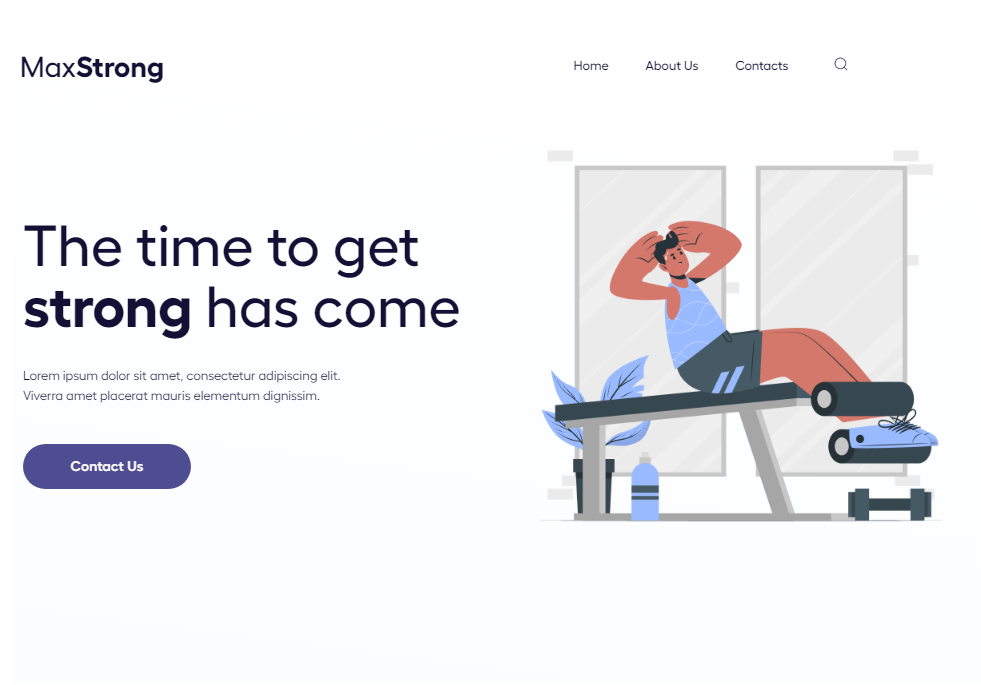 MaxStrong
Home About Us Contacts
The time to get
strong has come
Lorem ipsum dolor sit amet, consectetur adipiscing elit.
Viverra amet placerat mauris elementum dignissim.
Contact Us